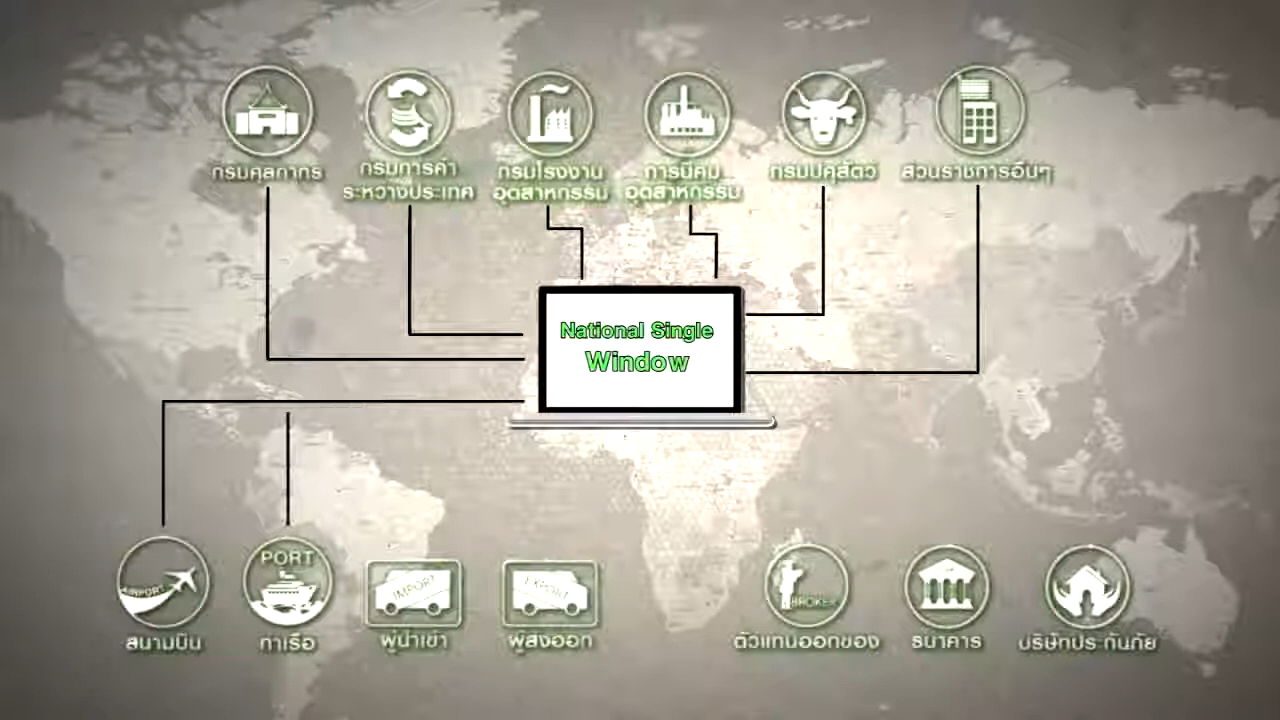 กรมศุลกากร
กรมการค้า
ระหว่างประเทศ
กรมโรงงาน
อุตสาหกรรม
การนิคม
อุตสาหกรรม
กรมปศุสัตว์
ส่วนราชการอื่นๆ
National Single
Window
AIRPORT
สนามบิน
PORT
ท่าเรือ
IMPORT
ผู้นำเข้า
EXPORT
ผู้ส่งออก
BROKER
ตัวแทนออกของ
ธนาคาร
บริษัทประกันภัย